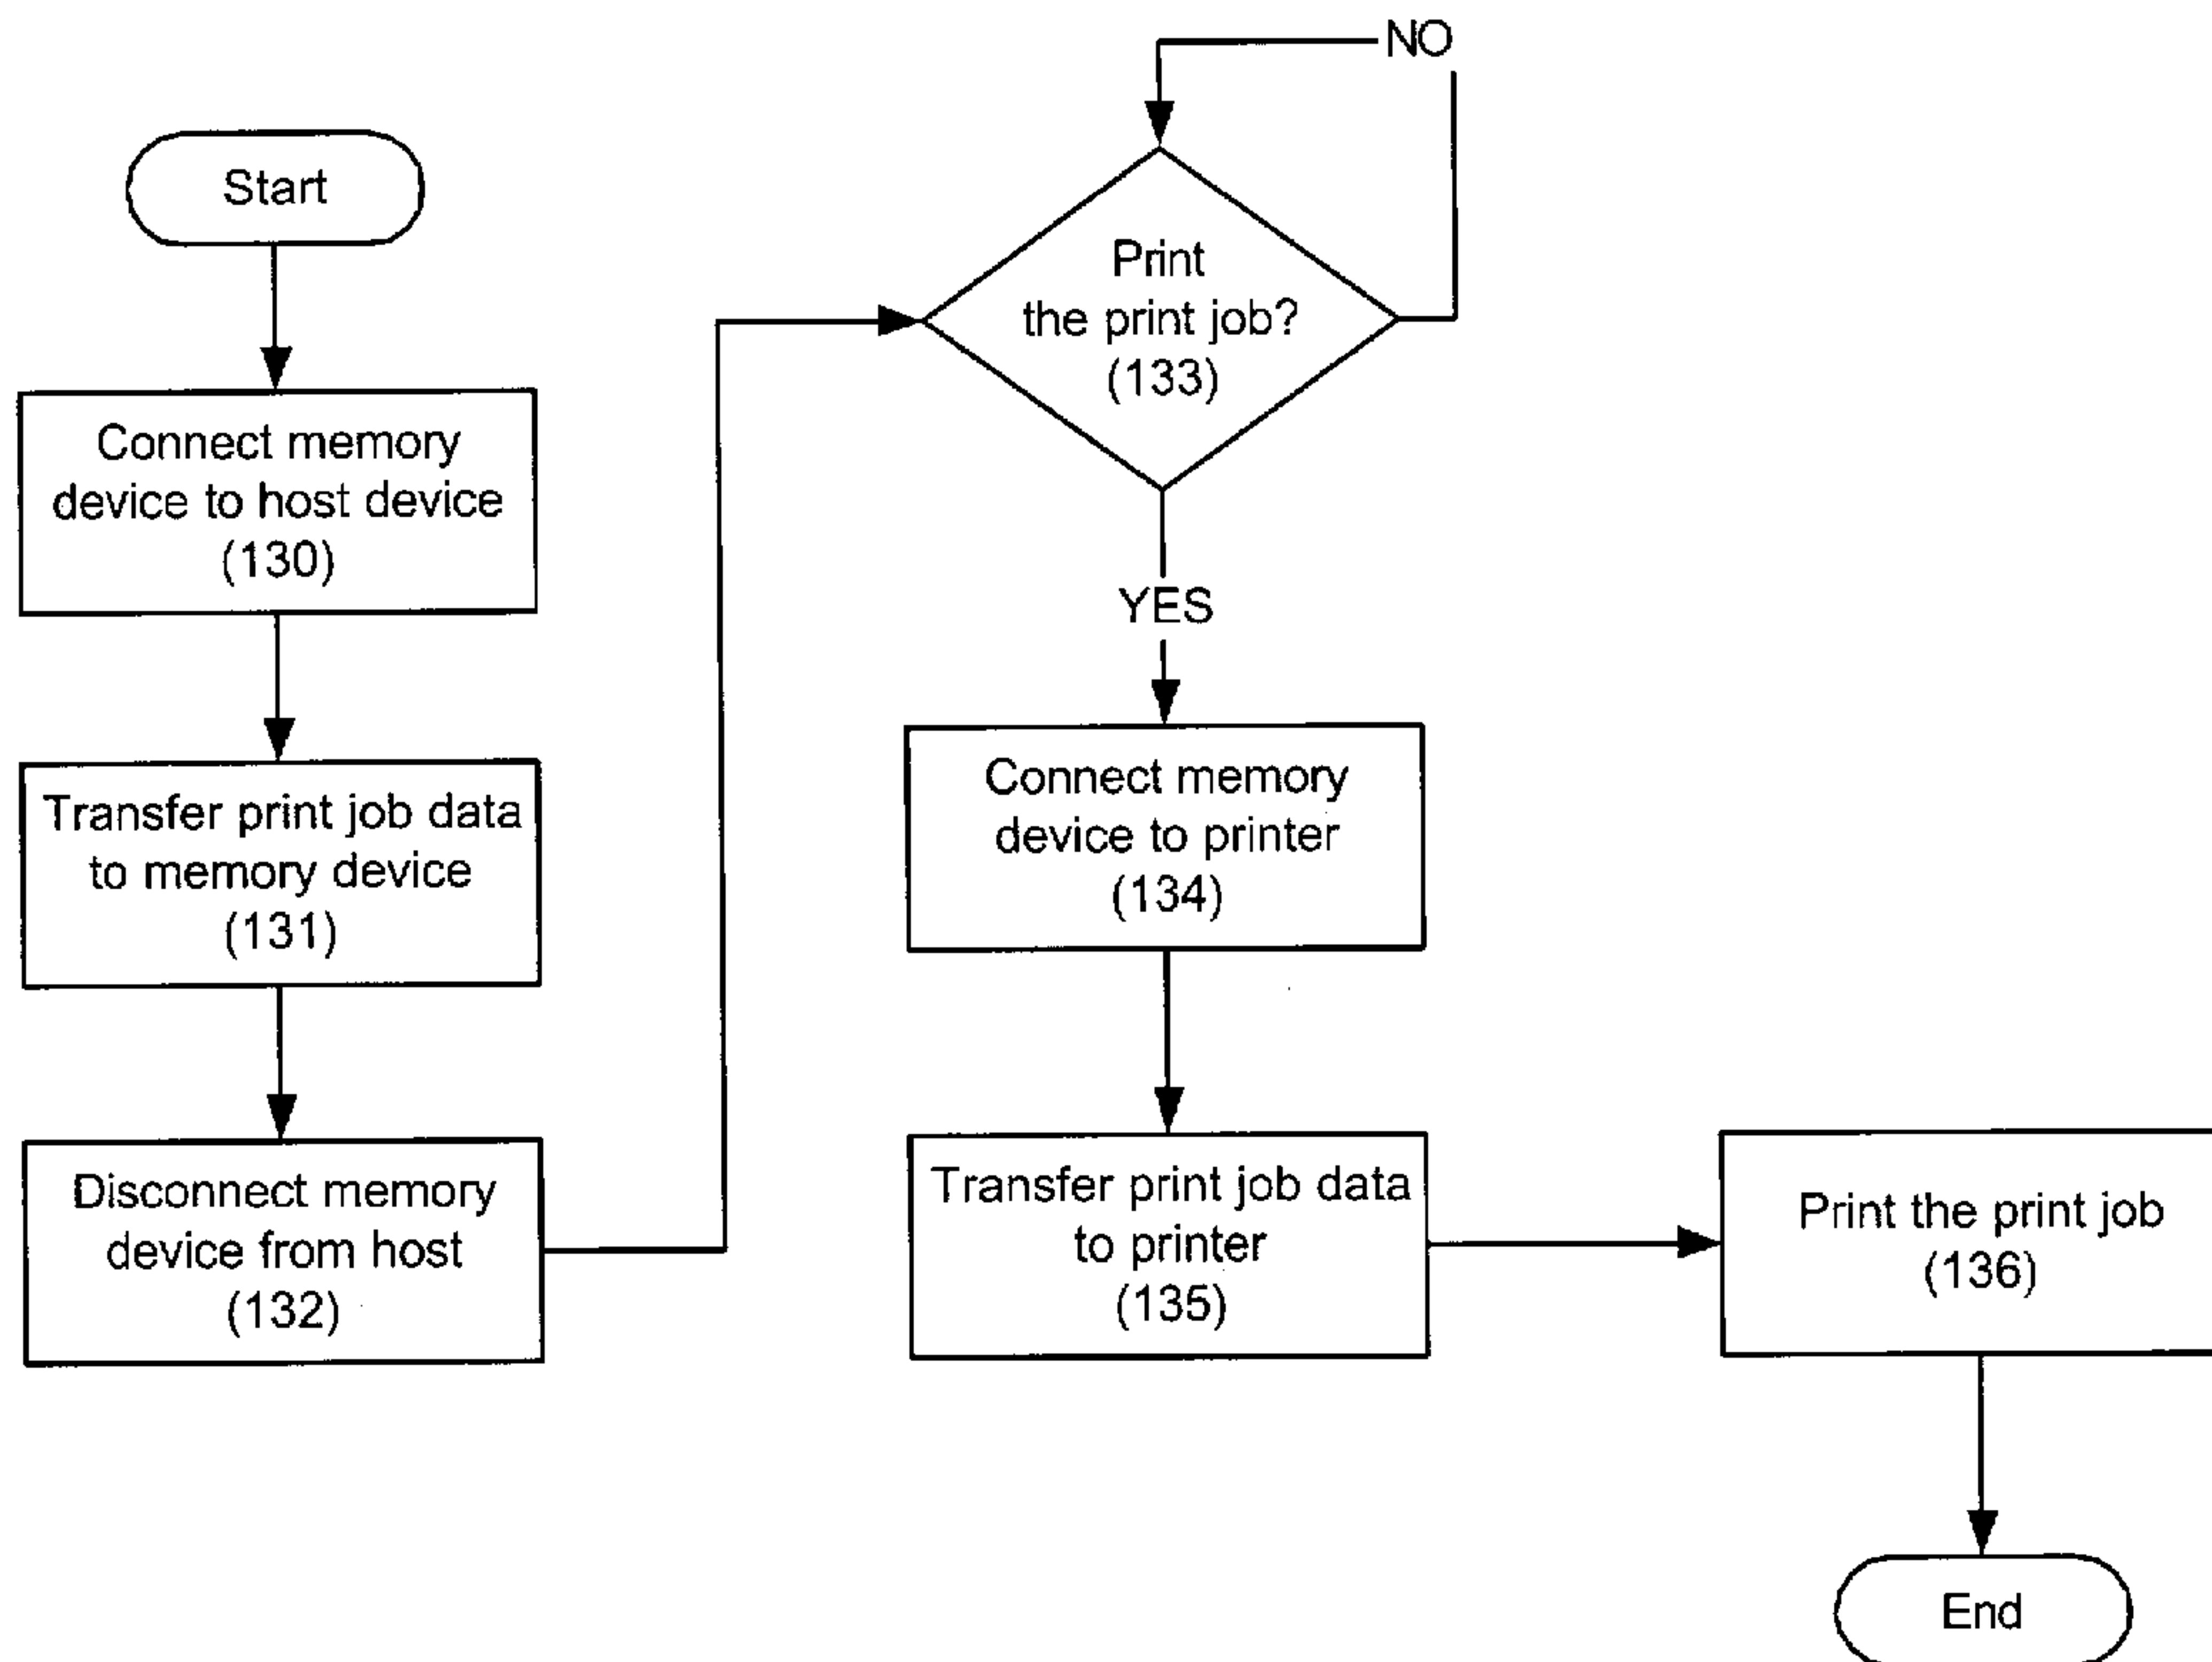 Start
Connect memory
device to host device
(130)
Transfer print job data
to memory device
(131)
Disconnect memory
device from host
(132)
NO
Print
the print job?
(133)
YES
Connect memory
device to printer
(134)
Transfer print job data
to printer
(135)
Print the print job
(136)
End